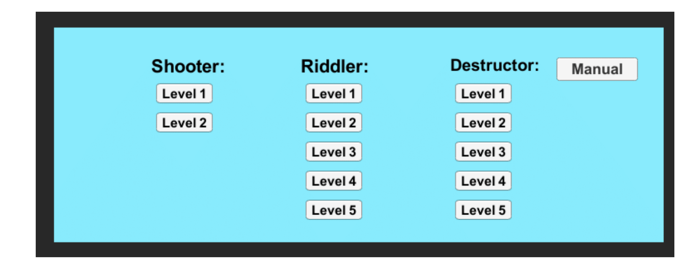 Shooter: Riddler: Destructor: Manual
Level 1 Level 1 Level 1
Level 2 Level 2 Level 2
Level 3 Level 3
Level 4 Level 4
Level 5 Level 5